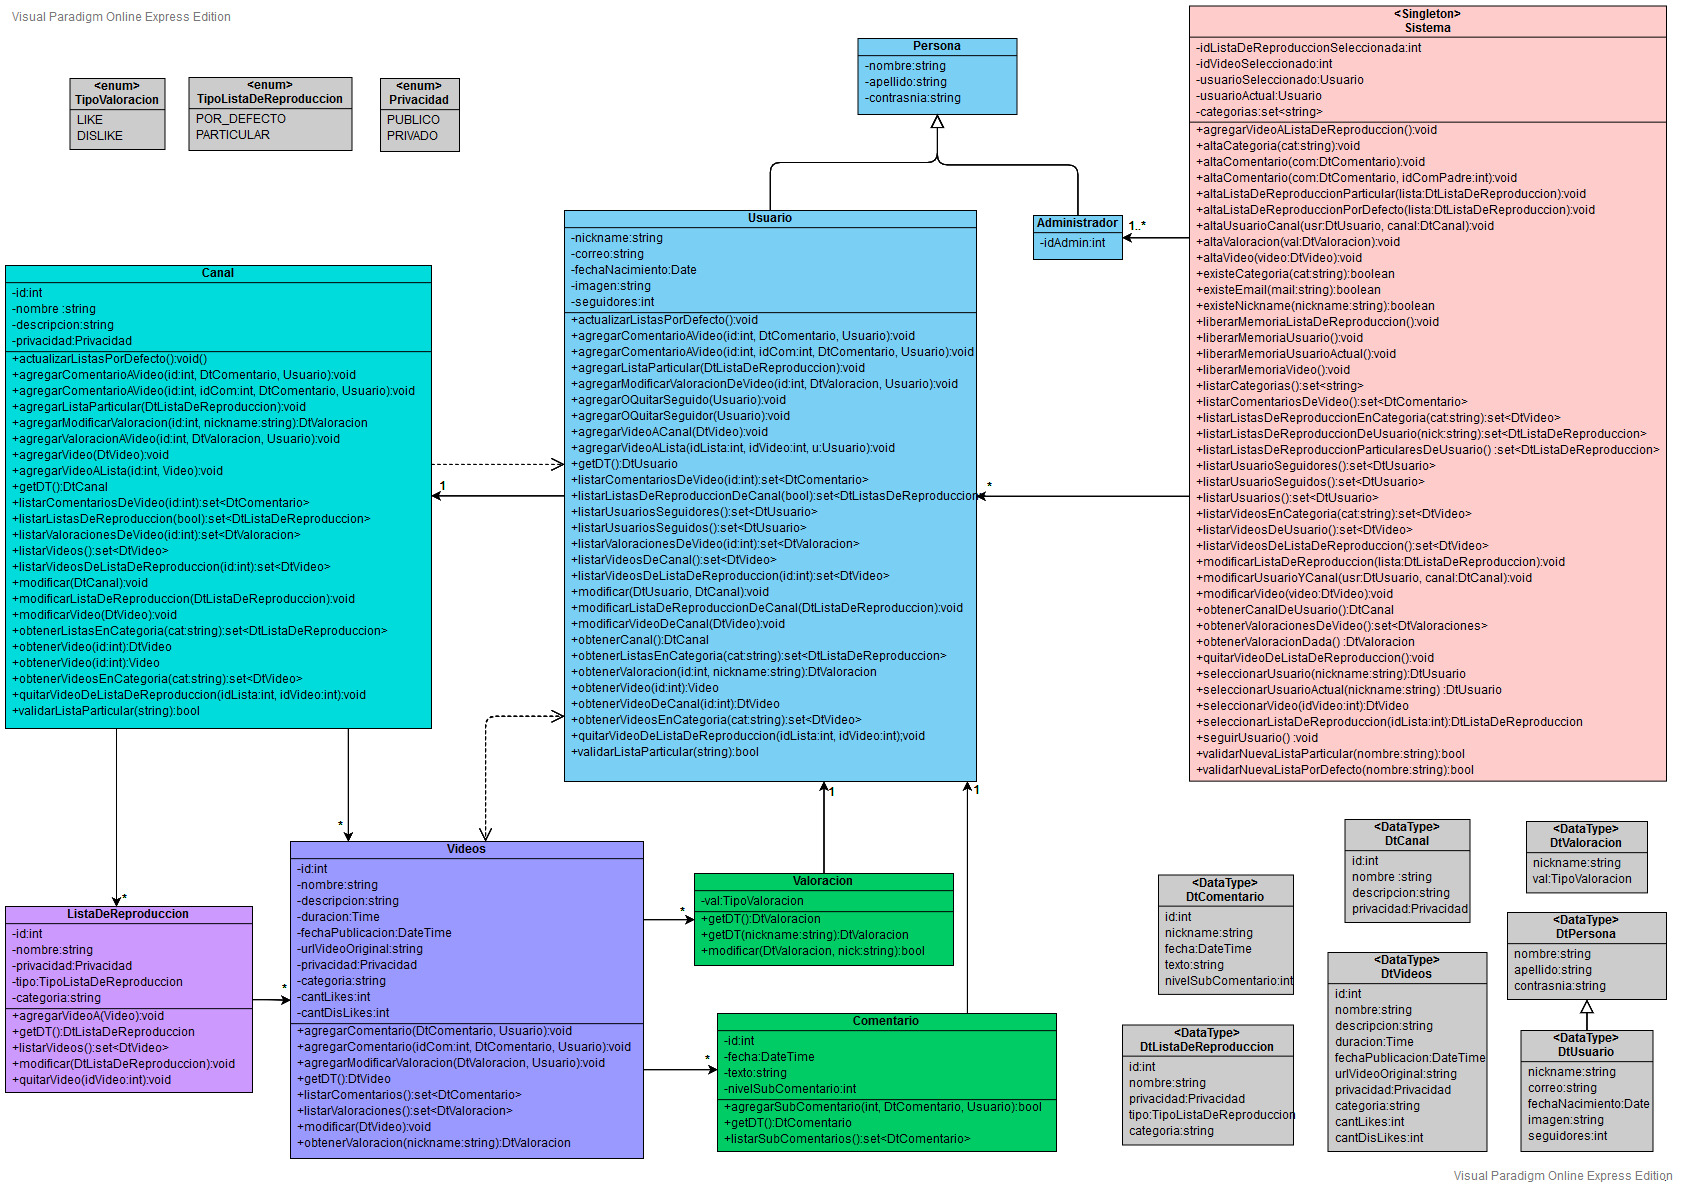 Visual Paradigm Online Express Edition
<enum>
TipoValoracion
LIKE
DISLIKE
<enum>
TipoListaDeReproduccion
POR_DEFECTO
PARTICULAR
<enum>
Privacidad
PUBLICO
PRIVADO
Persona
-nombre:string
-apellido:string
-contrasnia:string
<Singleton>
Sistema
-idListaDeReproduccionSeleccionada:int
-idVideoSeleccionado:int
-usuarioSeleccionado:Usuario
-usuarioActual:Usuario
-categorias:set<string>
+agregarVideoAListaDeReproduccion():void
+altaCategoria(cat:string):void
+altaComentario(com:DtComentario):void
+altaComentario(com:DtComentario, idComPadre:int):void
+altaListaDeReproduccionParticular(lista:DtListaDeReproduccion):void
+altaListaDeReproduccionPorDefecto(lista:DtListaDeReproduccion):void
+altaUsuarioCanal(usr:DtUsuario, canal:DtCanal):void
+altaValoracion(val:DtValoracion):void
+altaVideo(video:DtVideo):void
+existeCategoria(cat:string):boolean
+existeEmail(mail:string):boolean
+existeNickname(nickname:string):boolean
+liberarMemoriaListaDeReproduccion():void
+liberarMemoriaUsuario():void
+liberarMemoriaUsuarioActual():void
+liberarMemoriaVideo():void
+listarCategorias():set<string>
+listarComentariosDeVideo():set<DtComentario>
+listarListasDeReproduccionEnCategoria(cat:string):set<DtVideo>
+listarListasDeReproduccionDeUsuario(nick:string):set<DtListaDeReproduccion>
+listarListasDeReproduccionParticularesDeUsuario() :set<DtListaDeReproduccion>
+listarUsuarioSeguidores():set<DtUsuario>
+listarUsuarioSeguidos():set<DtUsuario>
+listarUsuarios():set<DtUsuario>
+listarVideosEnCategoria(cat:string):set<DtVideo>
+listarVideosDeUsuario():set<DtVideo>
+listarVideosDeListaDeReproduccion():set<DtVideo>
+modificarListaDeReproduccion(lista:DtListaDeReproduccion):void
+modificarUsuarioYCanal(usr:DtUsuario, canal:DtCanal):void
+modificarVideo(video:DtVideo):void
+obtenerCanalDeUsuario():DtCanal
+obtenerValoracionesDeVideo():set<DtValoraciones>
+obtenerValoracionDada() :DtValoracion
+quitarVideoDeListaDeReproduccion():void
+seleccionarUsuario(nickname:string):DtUsuario
+seleccionarUsuarioActual(nickname:string) :DtUsuario
+seleccionarVideo(idVideo:int):DtVideo
+seleccionarListaDeReproduccion(idLista:int):DtListaDeReproduccion
+seguirUsuario() :void
+validarNuevaListaParticular(nombre:string):bool
+validarNuevaListaPorDefecto(nombre:string):bool
Administrador
-idAdmin:int
1..*
Usuario
-nickname:string
-correo:string
-fechaNacimiento:Date
-imagen:string
-seguidores:int
+actualizarListasPorDefecto():void
+agregarComentarioAVideo(id:int, DtComentario, Usuario):void
+agregarComentarioAVideo(id:int, idCom:int, DtComentario, Usuario):void
+agregarListaParticular(DtListaDeReproduccion):void
+agregarModificarValoracionDeVideo(id:int, DtValoracion, Usuario):void
+agregarOQuitarSeguido(Usuario):void
+agregarOQuitarSeguidor(Usuario):void
+agregarVideoACanal(DtVideo):void
+agregarVideoALista(idLista:int, idVideo:int, u:Usuario):void
+getDT():DtUsuario
+listarComentariosDeVideo(id:int):set<DtComentario>
+listarListasDeReproduccionDeCanal(bool):set<DtListasDeReproduccion
+listarUsuariosSeguidores():set<DtUsuario>
+listarUsuariosSeguidos():set<DtUsuario>
+listarValoracionesDeVideo(id:int):set<DtValoracion>
+listarVideosDeCanal():set<DtVideo>
+listarVideosDeListaDeReproduccion(id:int):set<DtVideo>
+modificar(DtUsuario, DtCanal):void
+modificarListaDeReproduccionDeCanal(DtListaDeReproduccion):void
+modificarVideoDeCanal(DtVideo):void
+obtenerCanal():DtCanal
+obtenerListasEnCategoria(cat:string):set<DtListaDeReproduccion>
+obtenerValoracion(id:int, nickname:string):DtValoracion
+obtenerVideo(id:int):Video
+obtenerVideoDeCanal(id:int):DtVideo
+obtenerVideosEnCategoria(cat:string):set<DtVideo>
+quitarVideoDeListaDeReproduccion(idLista:int, idVideo:int);void
+validarListaParticular(string):bool
*
1
Canal
-id:int
-nombre :string
-descripcion:string
-privacidad:Privacidad
+actualizarListasPorDefecto():void()
+agregarComentarioAVideo(id:int, DtComentario, Usuario):void
+agregarComentarioAVideo(id:int, idCom:int, DtComentario, Usuario):void
+agregarListaParticular(DtListaDeReproduccion):void
+agregarModificarValoracion(id:int, nickname:string):DtValoracion
+agregarValoracionAVideo(id:int, DtValoracion, Usuario):void
+agregarVideo(DtVideo):void
+agregarVideoALista(id:int, Video):void
+getDT():DtCanal
+listarComentariosDeVideo(id:int):set<DtComentario>
+listarListasDeReproduccion(bool):set<DtListaDeReproduccion>
+listarValoracionesDeVideo(id:int):set<DtValoracion>
+listarVideos():set<DtVideo>
+listarVideosDeListaDeReproduccion(id:int):set<DtVideo>
+modificar(DtCanal):void
+modificarListaDeReproduccion(DtListaDeReproduccion):void
+modificarVideo(DtVideo):void
+obtenerListasEnCategoria(cat:string):set<DtListaDeReproduccion>
+obtenerVideo(id:int):DtVideo
+obtenerVideo(id:int):Video
+obtenerVideosEnCategoria(cat:string):set<DtVideo>
+quitarVideoDeListaDeReproduccion(idLista:int, idVideo:int):void
+validarListaParticular(string):bool
*
*
1
1
ListaDeReproduccion
-id:int
-nombre:string
-privacidad:Privacidad
-tipo:TipoListaDeReproduccion
-categoria:string
+agregarVideoA(Video):void
+getDT():DtListaDeReproduccion
+listarVideos():set<DtVideo>
+modificar(DtListaDeReproduccion):void
+quitarVideo(idVideo:int):void
*
Videos
-id:int
-nombre:string
-descripcion:string
-duracion:Time
-fechaPublicacion:DateTime
-urlVideoOriginal:string
-privacidad:Privacidad
-categoria:string
-cantLikes:int
-cantDisLikes:int
+agregarComentario(DtComentario, Usuario):void
+agregarComentario(idCom:int, DtComentario, Usuario):void
+agregarModificarValoracion(DtValoracion, Usuario):void
+getDT():DtVideo
+listarComentarios():set<DtComentario>
+listarValoraciones():set<DtValoracion>
+modificar(DtVideo):void
+obtenerValoracion(nickname:string):DtValoracion
*
*
Valoracion
-val:TipoValoracion
+getDT():DtValoracion
+getDT(nickname:string):DtValoracion
+modificar(DtValoracion, nick:string):bool
Comentario
-id:int
-fecha:DateTime
-texto:string
-nivelSubComentario:int
+agregarSubComentario(int, DtComentario, Usuario):bool
+getDT():DtComentario
+listarSubComentarios():set<DtComentario>
<DataType>
DtComentario
id:int
nickname:string
fecha:DateTime
texto:string
nivelSubComentario:int
<DataType>
DtCanal
id:int
nombre :string
descripcion:string
privacidad:Privacidad
<DataType>
DtValoracion
nickname:string
val:TipoValoracion
<DataType>
DtPersona
nombre:string
apellido:string
contrasnia:string
<DataType>
DtVideos
id:int
nombre:string
descripcion:string
duracion:Time
fechaPublicacion:DateTime
urlVideoOriginal:string
privacidad:Privacidad
categoria:string
cantLikes:int
cantDisLikes:int
<DataType>
DtListaDeReproduccion
id:int
nombre:string
privacidad:Privacidad
tipo:TipoListaDeReproduccion
categoria:string
<DataType>
DtUsuario
nickname:string
correo:string
fechaNacimiento:Date
imagen:string
seguidores:int
Visual Paradigm Online Express Edition